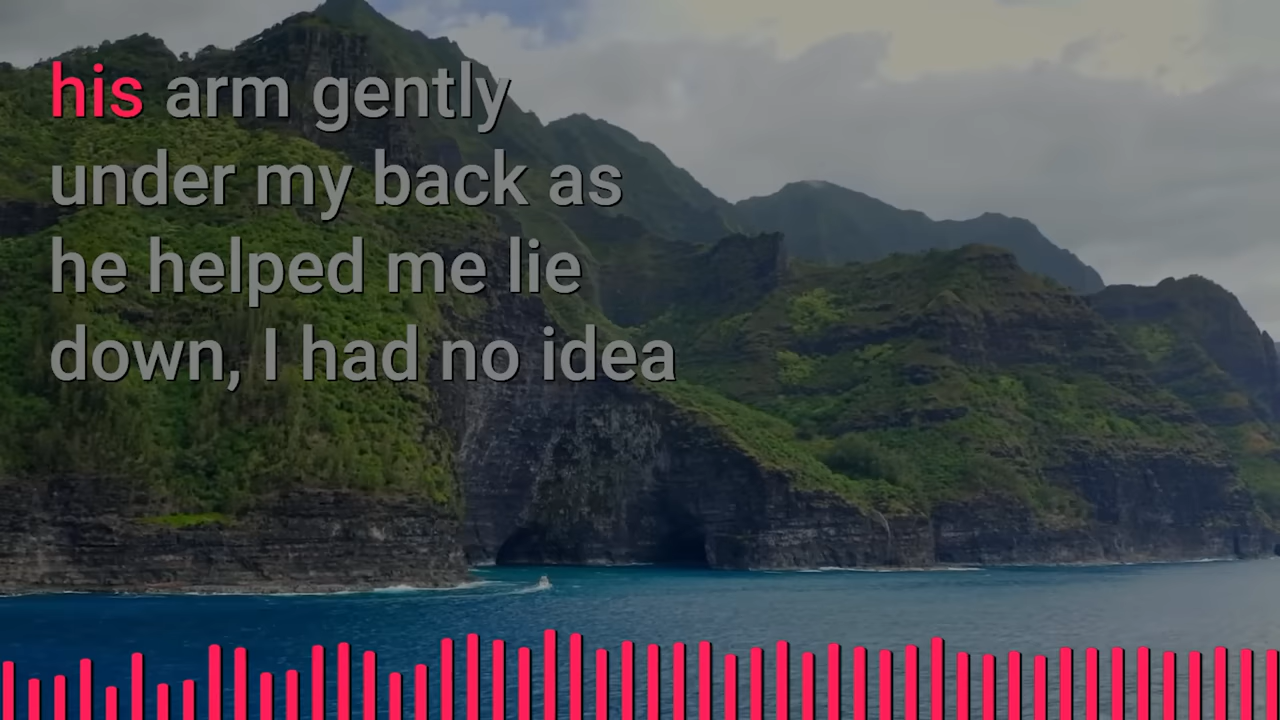 his arm gently
under my back as
he helped me lie
down, I had no idea